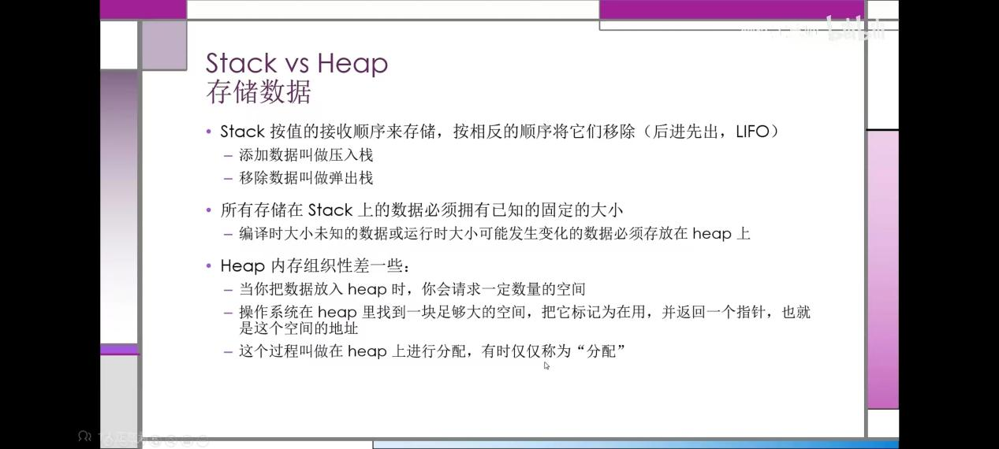 Stack vs Heap
存储数据
• Stack 按值的接收顺序来存储，按相反的顺序将它们移除（后进先出，LIFO）
– 添加数据叫做压入栈
– 移除数据叫做弹出栈
• 所有存储在 Stack 上的数据必须拥有已知的固定的大小
– 编译时大小未知的数据或运行时大小可能发生变化的数据必须存放在 heap 上
• Heap 内存组织性差一些：
– 当你把数据放入 heap 时，你会请求一定数量的空间
– 操作系统在 heap 里找到一块足够大的空间，把它标记为在用，并返回一个指针，也就
是这个空间的地址
– 这个过程叫做在 heap 上进行分配，有时仅仅称为“分配”